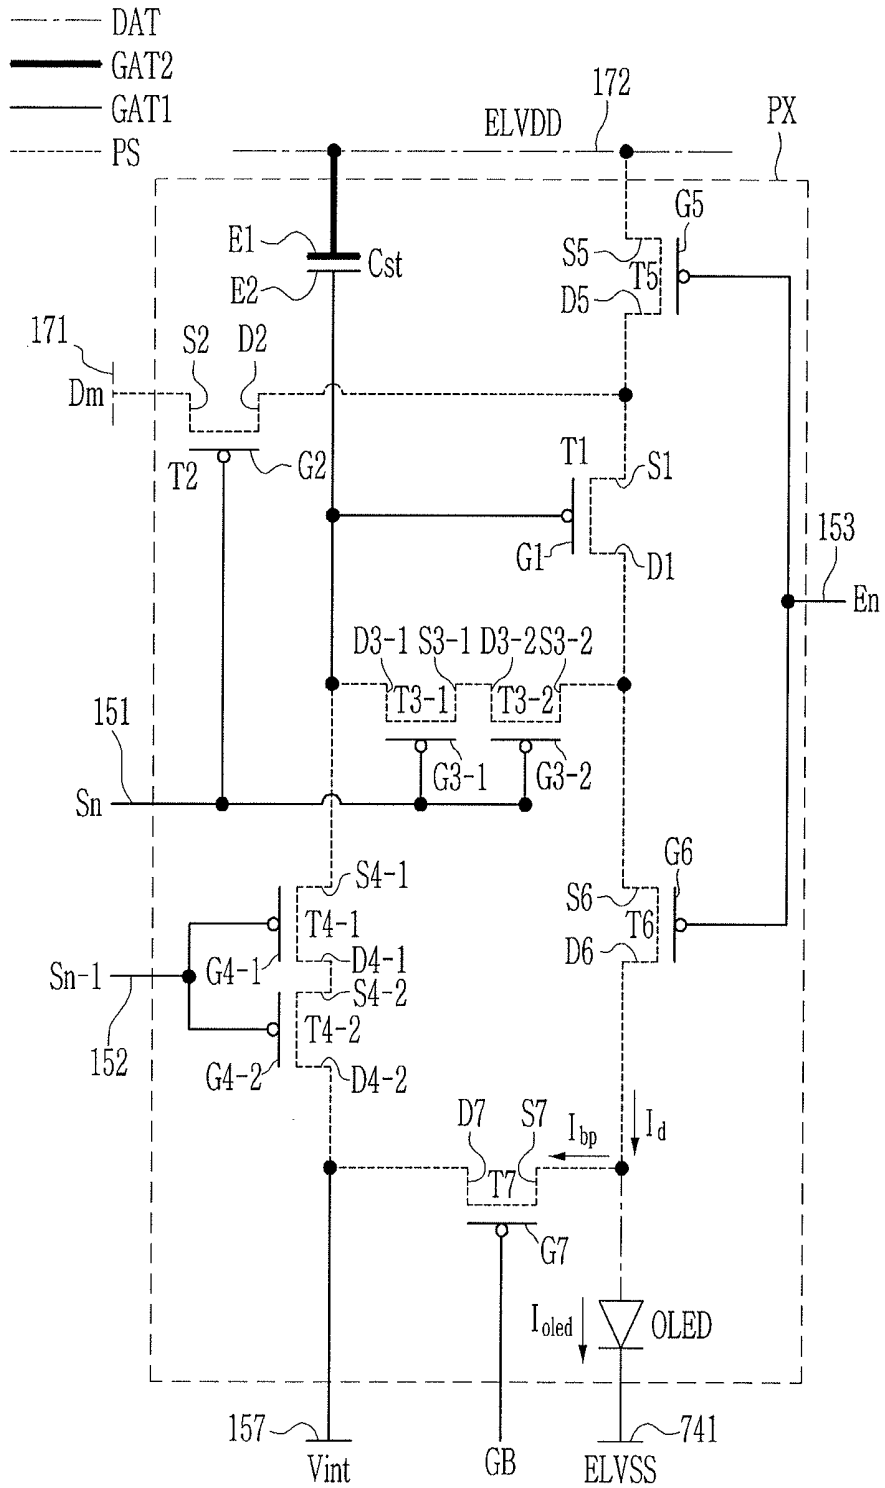 DAT
GAT2
GAT1
PS
172
ELVDD
PX
E1
Cst
E2
G5
S5
T5
D5
171
S2
D2
Dm
T2
G2
T1
S1
G1
D1
153
En
D3-1
S3-1
D3-2
S3-2
T3-1
T3-2
151
G3-1
G3-2
Sn
S4-1
G6
S6
T4-1
T6
Sn-1
G4-1
D4-1
D6
S4-2
T4-2
152
G4-2
D4-2
D7
S7
Ibp
Id
T7
G7
Ioled
OLED
157
741
Vint
GB
ELVSS